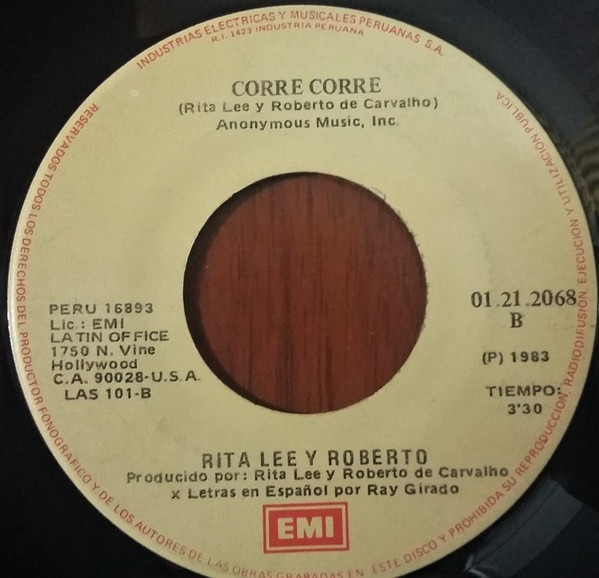 INDUSTRIAS ELECTRICAS Y MUSICALES PERUANAS S.A.
R.I. 1423 INDUSTRIA PERUANA
CORRE CORRE
(Rita Lee y Roberto de Carvalho)
Anonymous Music, Inc.
PERU 16893
Lic.: EMI
LATIN OFFICE
1750 N. Vine
Hollywood
C.A. 90028-U.S.A.
LAS 101-B
01.21.2068
B
(P) 1983
TIEMPO:
3'30
RITA LEE Y ROBERTO
Producido por: Rita Lee y Roberto de Carvalho
x Letras en Español por Ray Girado
EMI
RESERVADOS TODOS LOS DERECHOS DEL PRODUCTOR FONOGRAFICO Y DE LOS AUTORES DE LAS OBRAS GRABADAS EN ESTE DISCO Y PROHIBIDA SU REPRODUCCION, RADIODIFUSION, EJECUCION Y UTILIZACION PUBLICA